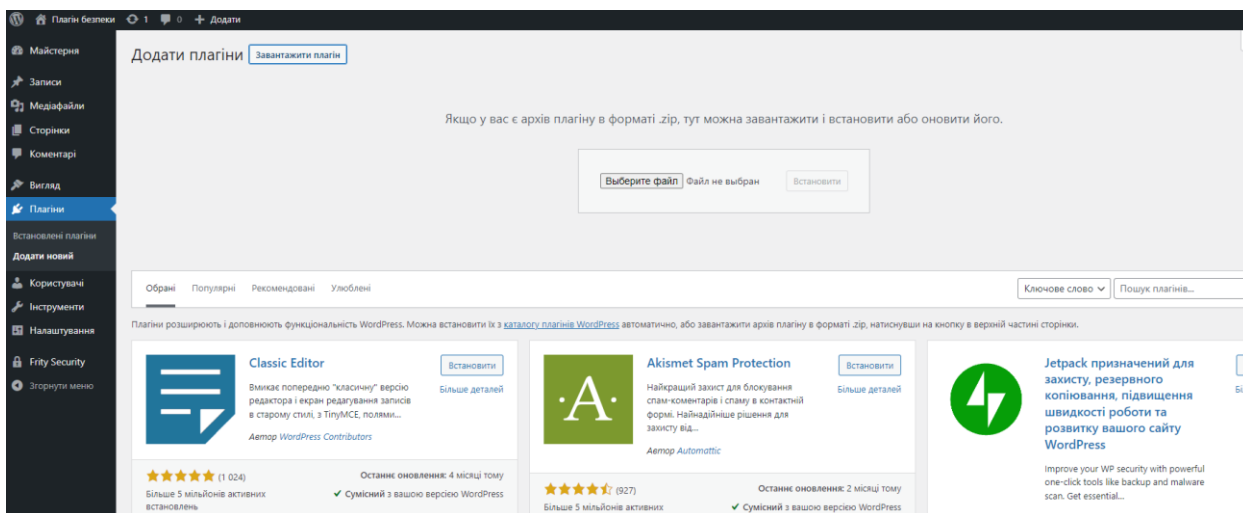 Плагін безпеки 1 0 + Додати
Майстерня
Додати плагіни Завантажити плагін
Записи
Медіафайли
Сторінки
Коментарі
Вигляд
Плагіни
Встановлені плагіни
Додати новий
Користувачі
Інструменти
Налаштування
Frity Security
Згорнути меню
Якщо у вас є архів плагіну в форматі .zip, тут можна завантажити і встановити або оновити його.
Выберите файл Файл не выбран Встановити
Обрані Популярні Рекомендовані Улюблені Ключове слово Пошук плагінів...
Плагіни розширюють і доповнюють функціональність WordPress. Можна встановити їх з каталогу плагінів WordPress автоматично, або завантажити архів плагіну в форматі .zip, натиснувши на кнопку в верхній частині сторінки.
Classic Editor
Встановити
Більше деталей
Вмикає попередню "класичну" версію
редактора і екран редагування записів
в старому стилі, з TinyMCE, полями...
Автор WordPress Contributors
(1 024)
Більше 5 мільйонів активних
встановлень
Останнє оновлення: 4 місяці тому
Сумісний з вашою версією WordPress
Akismet Spam Protection
Встановити
Більше деталей
Найкращий захист для блокування
спам-коментарів і спаму в контактній
формі. Найнадійніше рішення для
захисту від...
Автор Automattic
(927)
Більше 5 мільйонів активних
Останнє оновлення: 2 місяці тому
Сумісний з вашою версією WordPress
Jetpack призначений для
захисту, резервного
копіювання, підвищення
швидкості роботи та
розвитку вашого сайту
WordPress
Improve your WP security with powerful
one-click tools like backup and malware
scan. Get essential...